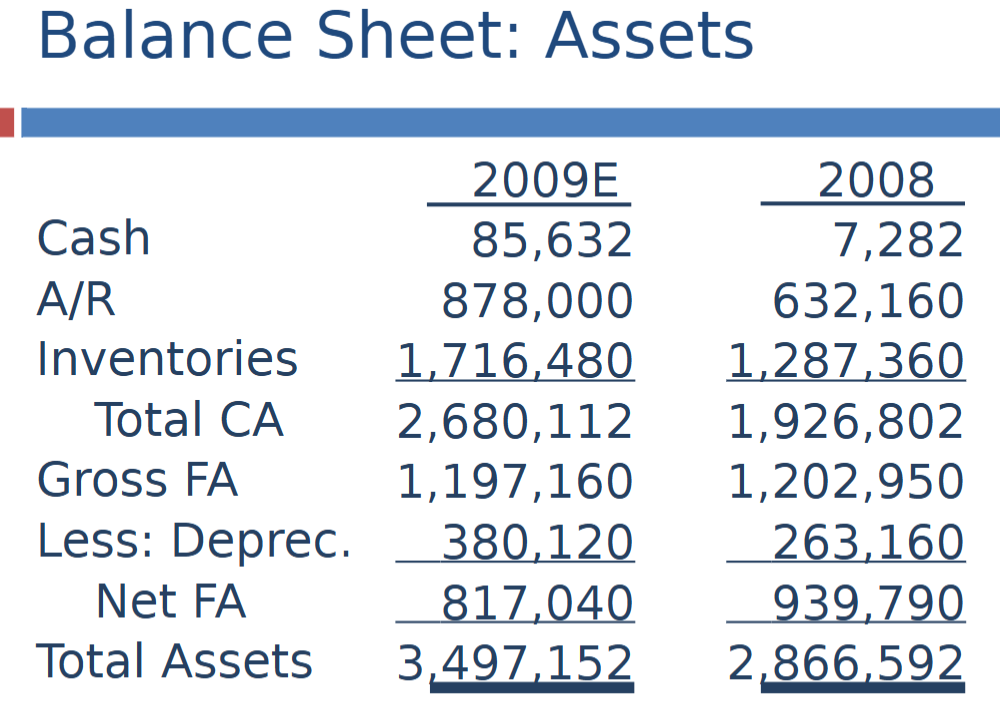 Balance Sheet: Assets
2009E 2008
Cash 85,632 7,282
A/R 878,000 632,160
Inventories 1,716,480 1,287,360
Total CA 2,680,112 1,926,802
Gross FA 1,197,160 1,202,950
Less: Deprec. 380,120 263,160
Net FA 817,040 939,790
Total Assets 3,497,152 2,866,592